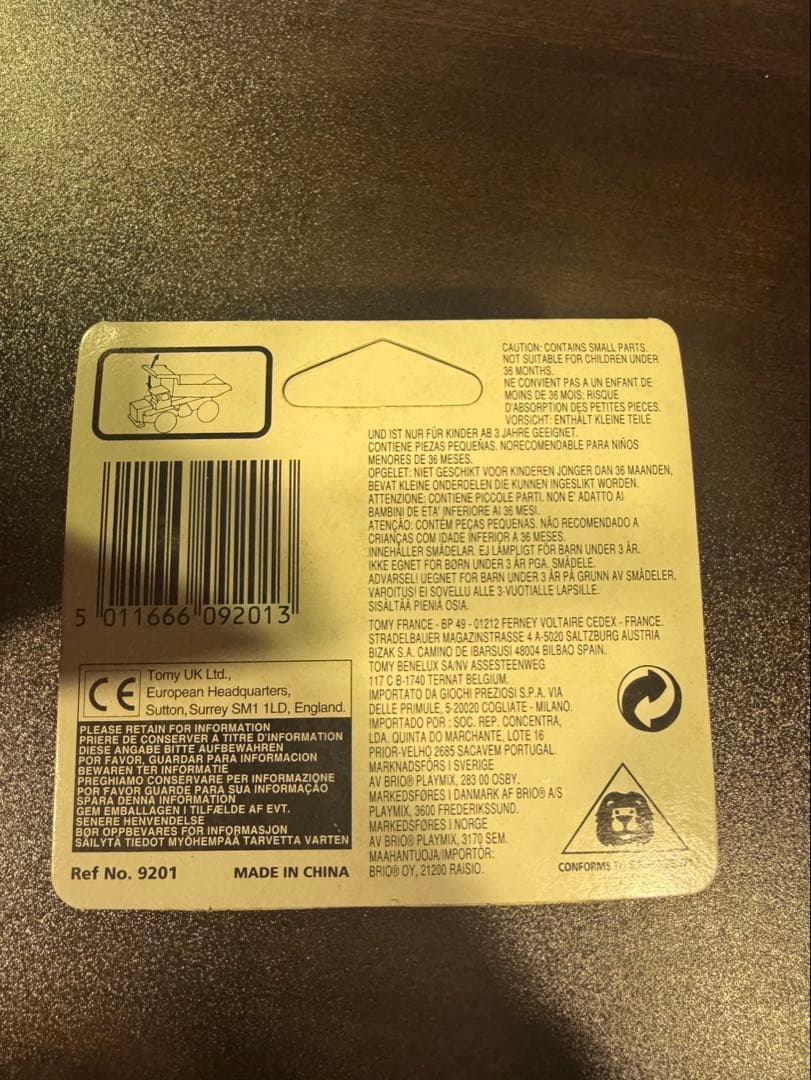 CAUTION: CONTAINS SMALL PARTS.
NOT SUITABLE FOR CHILDREN UNDER
36 MONTHS.
NE CONVIENT PAS A UN ENFANT DE
MOINS DE 36 MOIS: RISQUE
D'ABSORPTION DES PETITES PIECES.
VORSICHT: ENTHÄLT KLEINE TEILE
UND IST NUR FÜR KINDER AB 3 JAHRE GEEIGNET.
CONTIENE PIEZAS PEQUEÑAS. NORECOMENDABLE PARA NIÑOS
MENORES DE 36 MESES.
OPGELET: NIET GESCHIKT VOOR KINDEREN JONGER DAN 36 MAANDEN,
BEVAT KLEINE ONDERDELEN DIE KUNNEN INGESLIKT WORDEN.
ATTENZIONE: CONTIENE PICCOLE PARTI. NON E' ADATTO AI
BAMBINI DE ETA' INFERIORE AI 36 MESI.
ATENÇÃO: CONTÉM PEÇAS PEQUENAS. NÃO RECOMENDADO A
CRIANÇAS COM IDADE INFERIOR A 36 MESES.
INNEHÅLLER SMÅDELAR. EJ LÄMPLIGT FÖR BARN UNDER 3 ÅR.
IKKE EGNET FOR BØRN UNDER 3 ÅR PGA. SMÅDELE.
ADVARSEL! UEGNET FOR BARN UNDER 3 ÅR PÅ GRUNN AV SMÅDELER.
VAROITUS! EI SOVELLU ALLE 3-VUOTIALLE LAPSILLE.
SISÄLTÄÄ PIENIÄ OSIA.
TOMY FRANCE - BP 49 - 01212 FERNEY VOLTAIRE CEDEX - FRANCE.
STRADELBAUER MAGAZINSTRASSE 4 A-5020 SALTZBURG AUSTRIA
BIZAK S.A. CAMINO DE IBARSUSI 48004 BILBAO SPAIN.
TOMY BENELUX SA/NV ASSESTEENWEG
117 C B-1740 TERNAT BELGIUM.
IMPORTATO DA GIOCHI PREZIOSI S.P.A. VIA
DELLE PRIMULE, 5-20020 COGLIATE - MILANO.
IMPORTADO POR : SOC. REP. CONCENTRA,
LDA. QUINTA DO MARCHANTE, LOTE 16
PRIOR-VELHO 2685 SACAVEM PORTUGAL.
MARKNADSFÖRS I SVERIGE
AV BRIO® PLAYMIX, 283 00 OSBY.
MARKEDSFØRES I DANMARK AF BRIO® A/S
PLAYMIX, 3600 FREDERIKSSUND.
MARKEDSFØRES I NORGE
AV BRIO® PLAYMIX, 3170 SEM.
MAAHANTUOJA/IMPORTÖR:
BRIO® OY, 21200 RAISIO.
5 011666 092013
CE
Tomy UK Ltd.,
European Headquarters,
Sutton, Surrey SM1 1LD, England.
PLEASE RETAIN FOR INFORMATION
PRIERE DE CONSERVER A TITRE D'INFORMATION
DIESE ANGABE BITTE AUFBEWAHREN
POR FAVOR, GUARDAR PARA INFORMACION
BEWAREN TER INFORMATIE
PREGHIAMO CONSERVARE PER INFORMAZIONE
POR FAVOR GUARDE PARA SUA INFORMAÇÃO
SPARA DENNA INFORMATION
GEM EMBALLAGEN I TILFÆLDE AF EVT.
SENERE HENVENDELSE
BØR OPPBEVARES FOR INFORMASJON
SÄILYTÄ TIEDOT MYÖHEMPÄÄ TARVETTA VARTEN
Ref No. 9201
MADE IN CHINA
CONFORMS